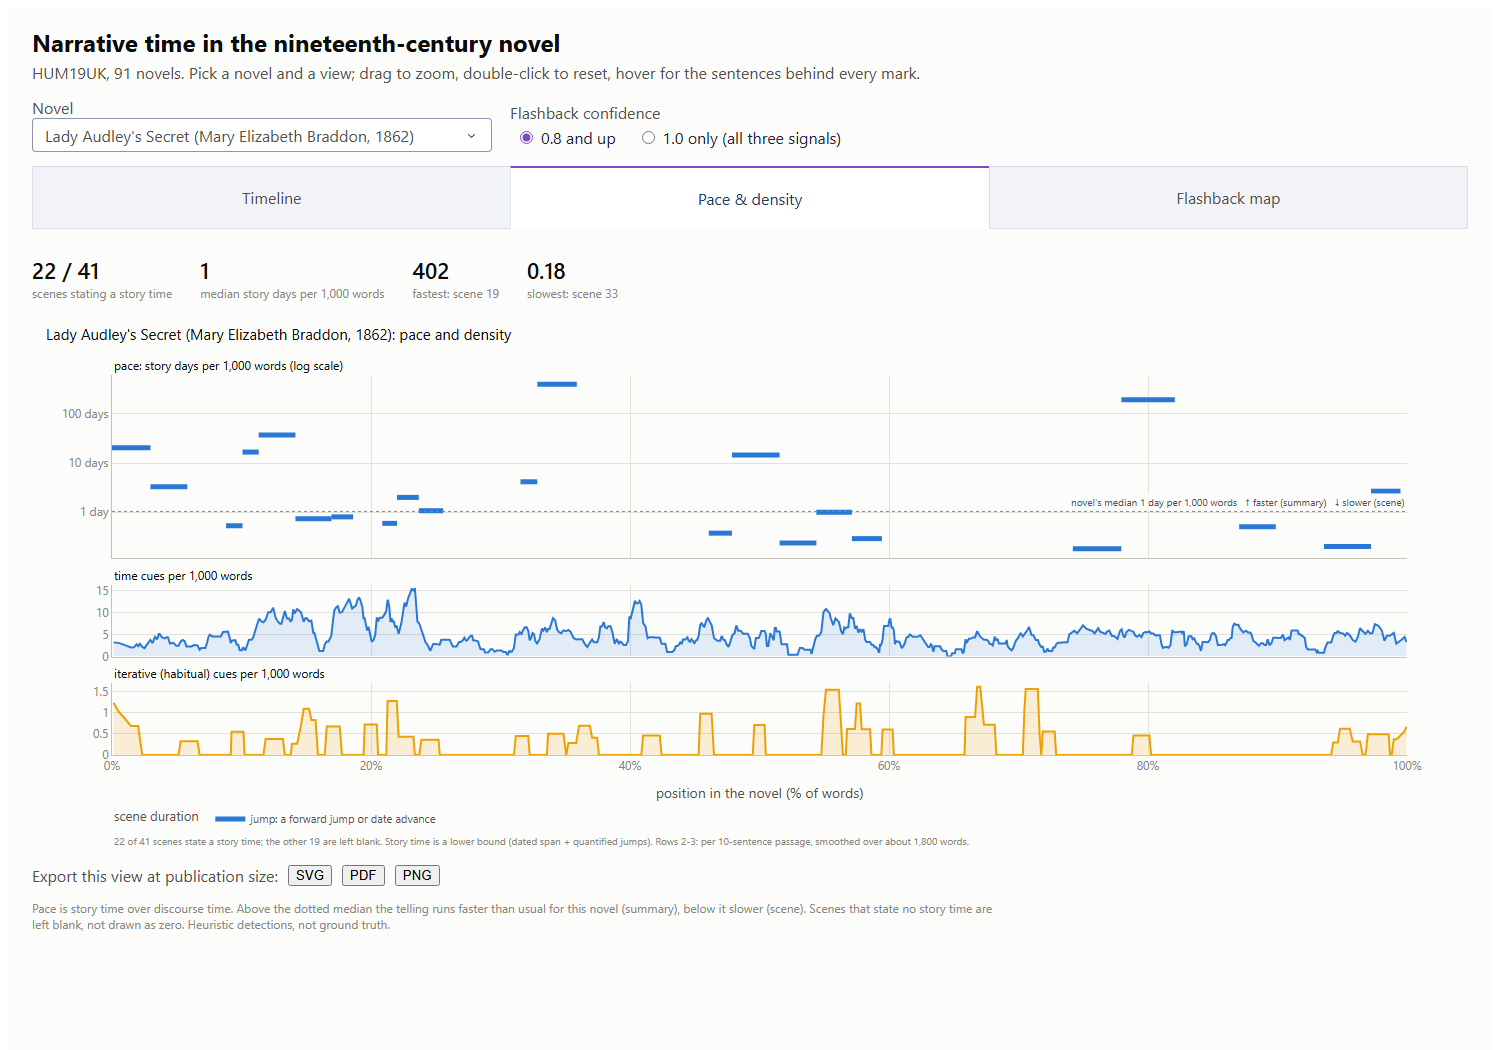 Narrative time in the nineteenth-century novel
HUM19UK, 91 novels. Pick a novel and a view; drag to zoom, double-click to reset, hover for the sentences behind every mark.
Novel
Flashback confidence
Lady Audley's Secret (Mary Elizabeth Braddon, 1862)
0.8 and up
1.0 only (all three signals)
Timeline
Pace & density
Flashback map
22 / 41
1
402
0.18
scenes stating a story time
median story days per 1,000 words
fastest: scene 19
slowest: scene 33
Lady Audley's Secret (Mary Elizabeth Braddon, 1862): pace and density
pace: story days per 1,000 words (log scale)
100 days
10 days
novel's median 1 day per 1,000 words ↑ faster (summary) ↓ slower (scene)
1 day
time cues per 1,000 words
15
10
5
0
iterative (habitual) cues per 1,000 words
1.5
1
0.5
0
0%
20%
40%
60%
80%
100%
position in the novel (% of words)
scene duration
jump: a forward jump or date advance
22 of 41 scenes state a story time; the other 19 are left blank. Story time is a lower bound (dated span + quantified jumps). Rows 2-3: per 10-sentence passage, smoothed over about 1,800 words.
Export this view at publication size:
SVG
PDF
PNG
Pace is story time over discourse time. Above the dotted median the telling runs faster than usual for this novel (summary), below it slower (scene). Scenes that state no story time are
left blank, not drawn as zero. Heuristic detections, not ground truth.